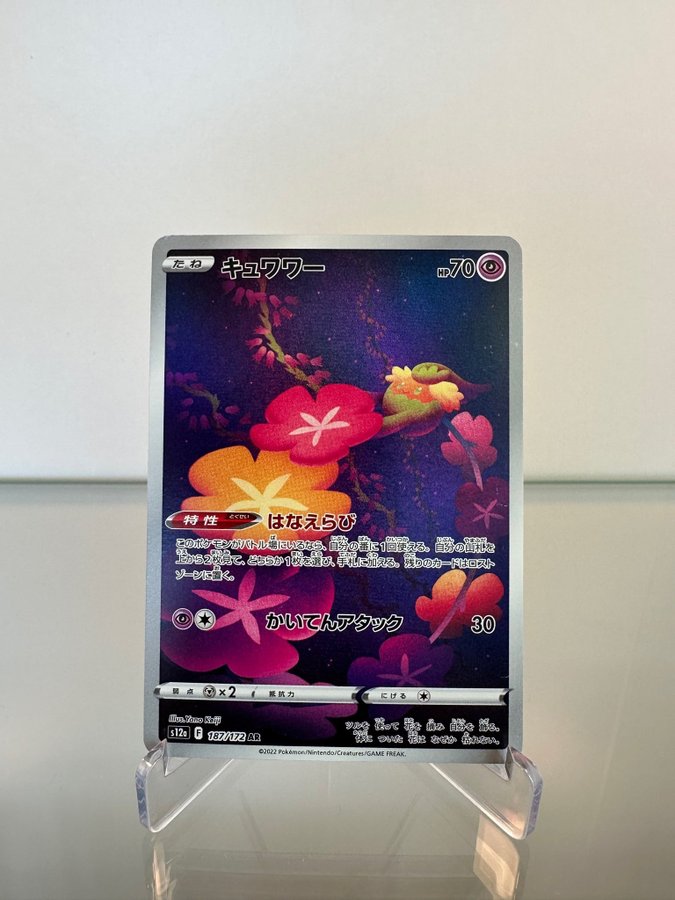 たね キュワワー HP70
特性 とくせい はなえらび
このポケモンがバトル場にいるなら、自分の番に1回使える。自分の山札を
上から2枚見て、どちらか1枚を選び、手札に加える。残りのカードはロスト
ゾーンに置く。
かいてんアタック 30
弱点 ×2 抵抗力 にげる
Illus. Yano Keiji
ツルを 使って 花を 摘み 自分を 飾る。
s12a F 187/172 AR 体に ついた 花は なぜか 枯れない。
©2022 Pokémon/Nintendo/Creatures/GAME FREAK.